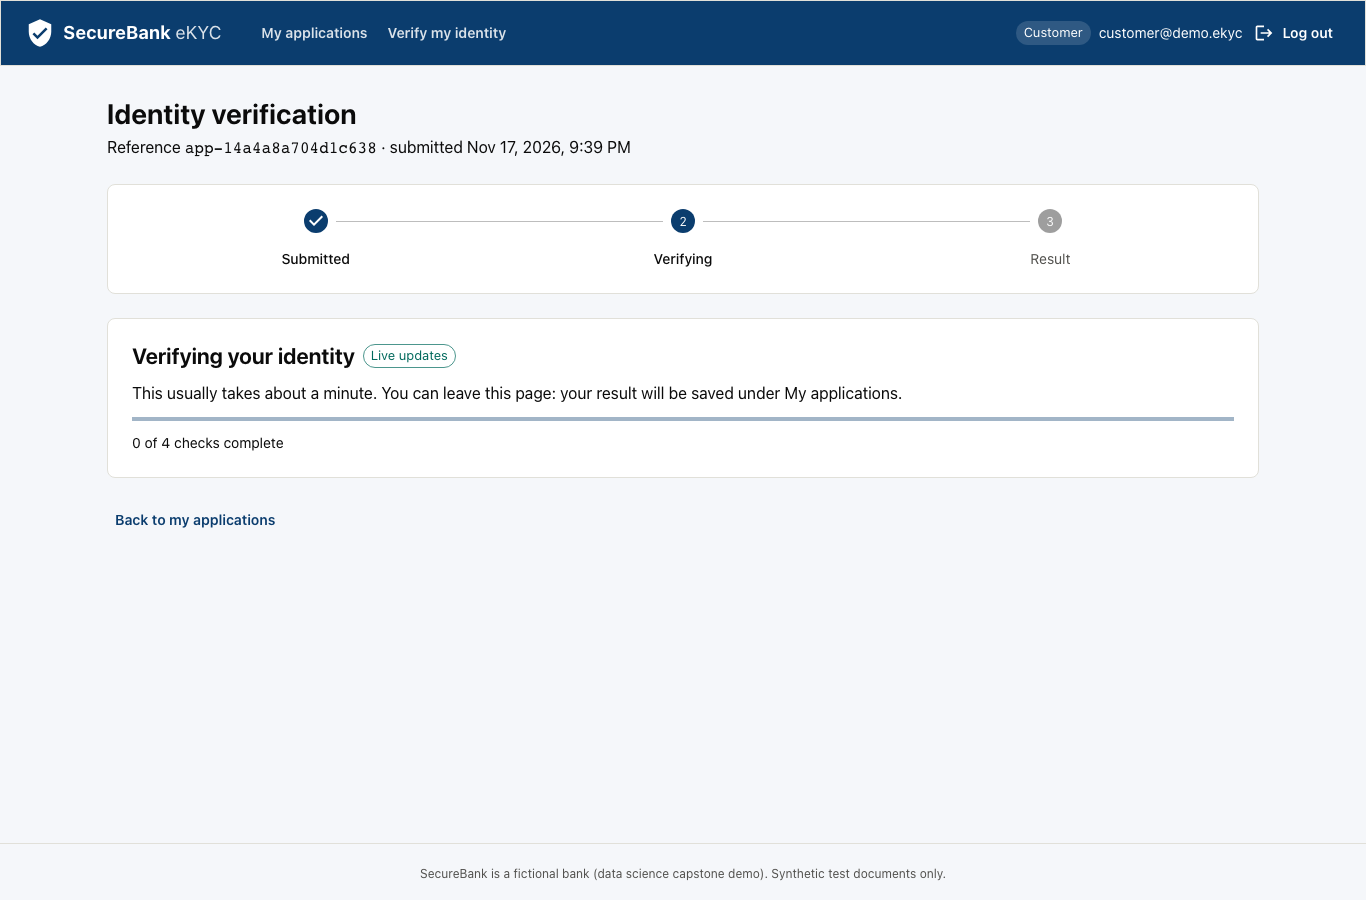 SecureBank eKYC My applications Verify my identity Customer customer@demo.ekyc Log out
Identity verification
Reference app-14a4a8a704d1c638 · submitted Nov 17, 2026, 9:39 PM
2 3
Submitted Verifying Result
Verifying your identity Live updates
This usually takes about a minute. You can leave this page: your result will be saved under My applications.
0 of 4 checks complete
Back to my applications
SecureBank is a fictional bank (data science capstone demo). Synthetic test documents only.